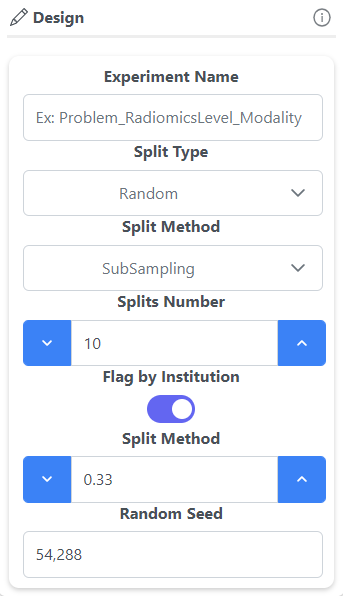 Design
Experiment Name
Ex: Problem_RadiomicsLevel_Modality
Split Type
Random
Split Method
SubSampling
Splits Number
10
Flag by Institution
Split Method
0.33
Random Seed
54,288